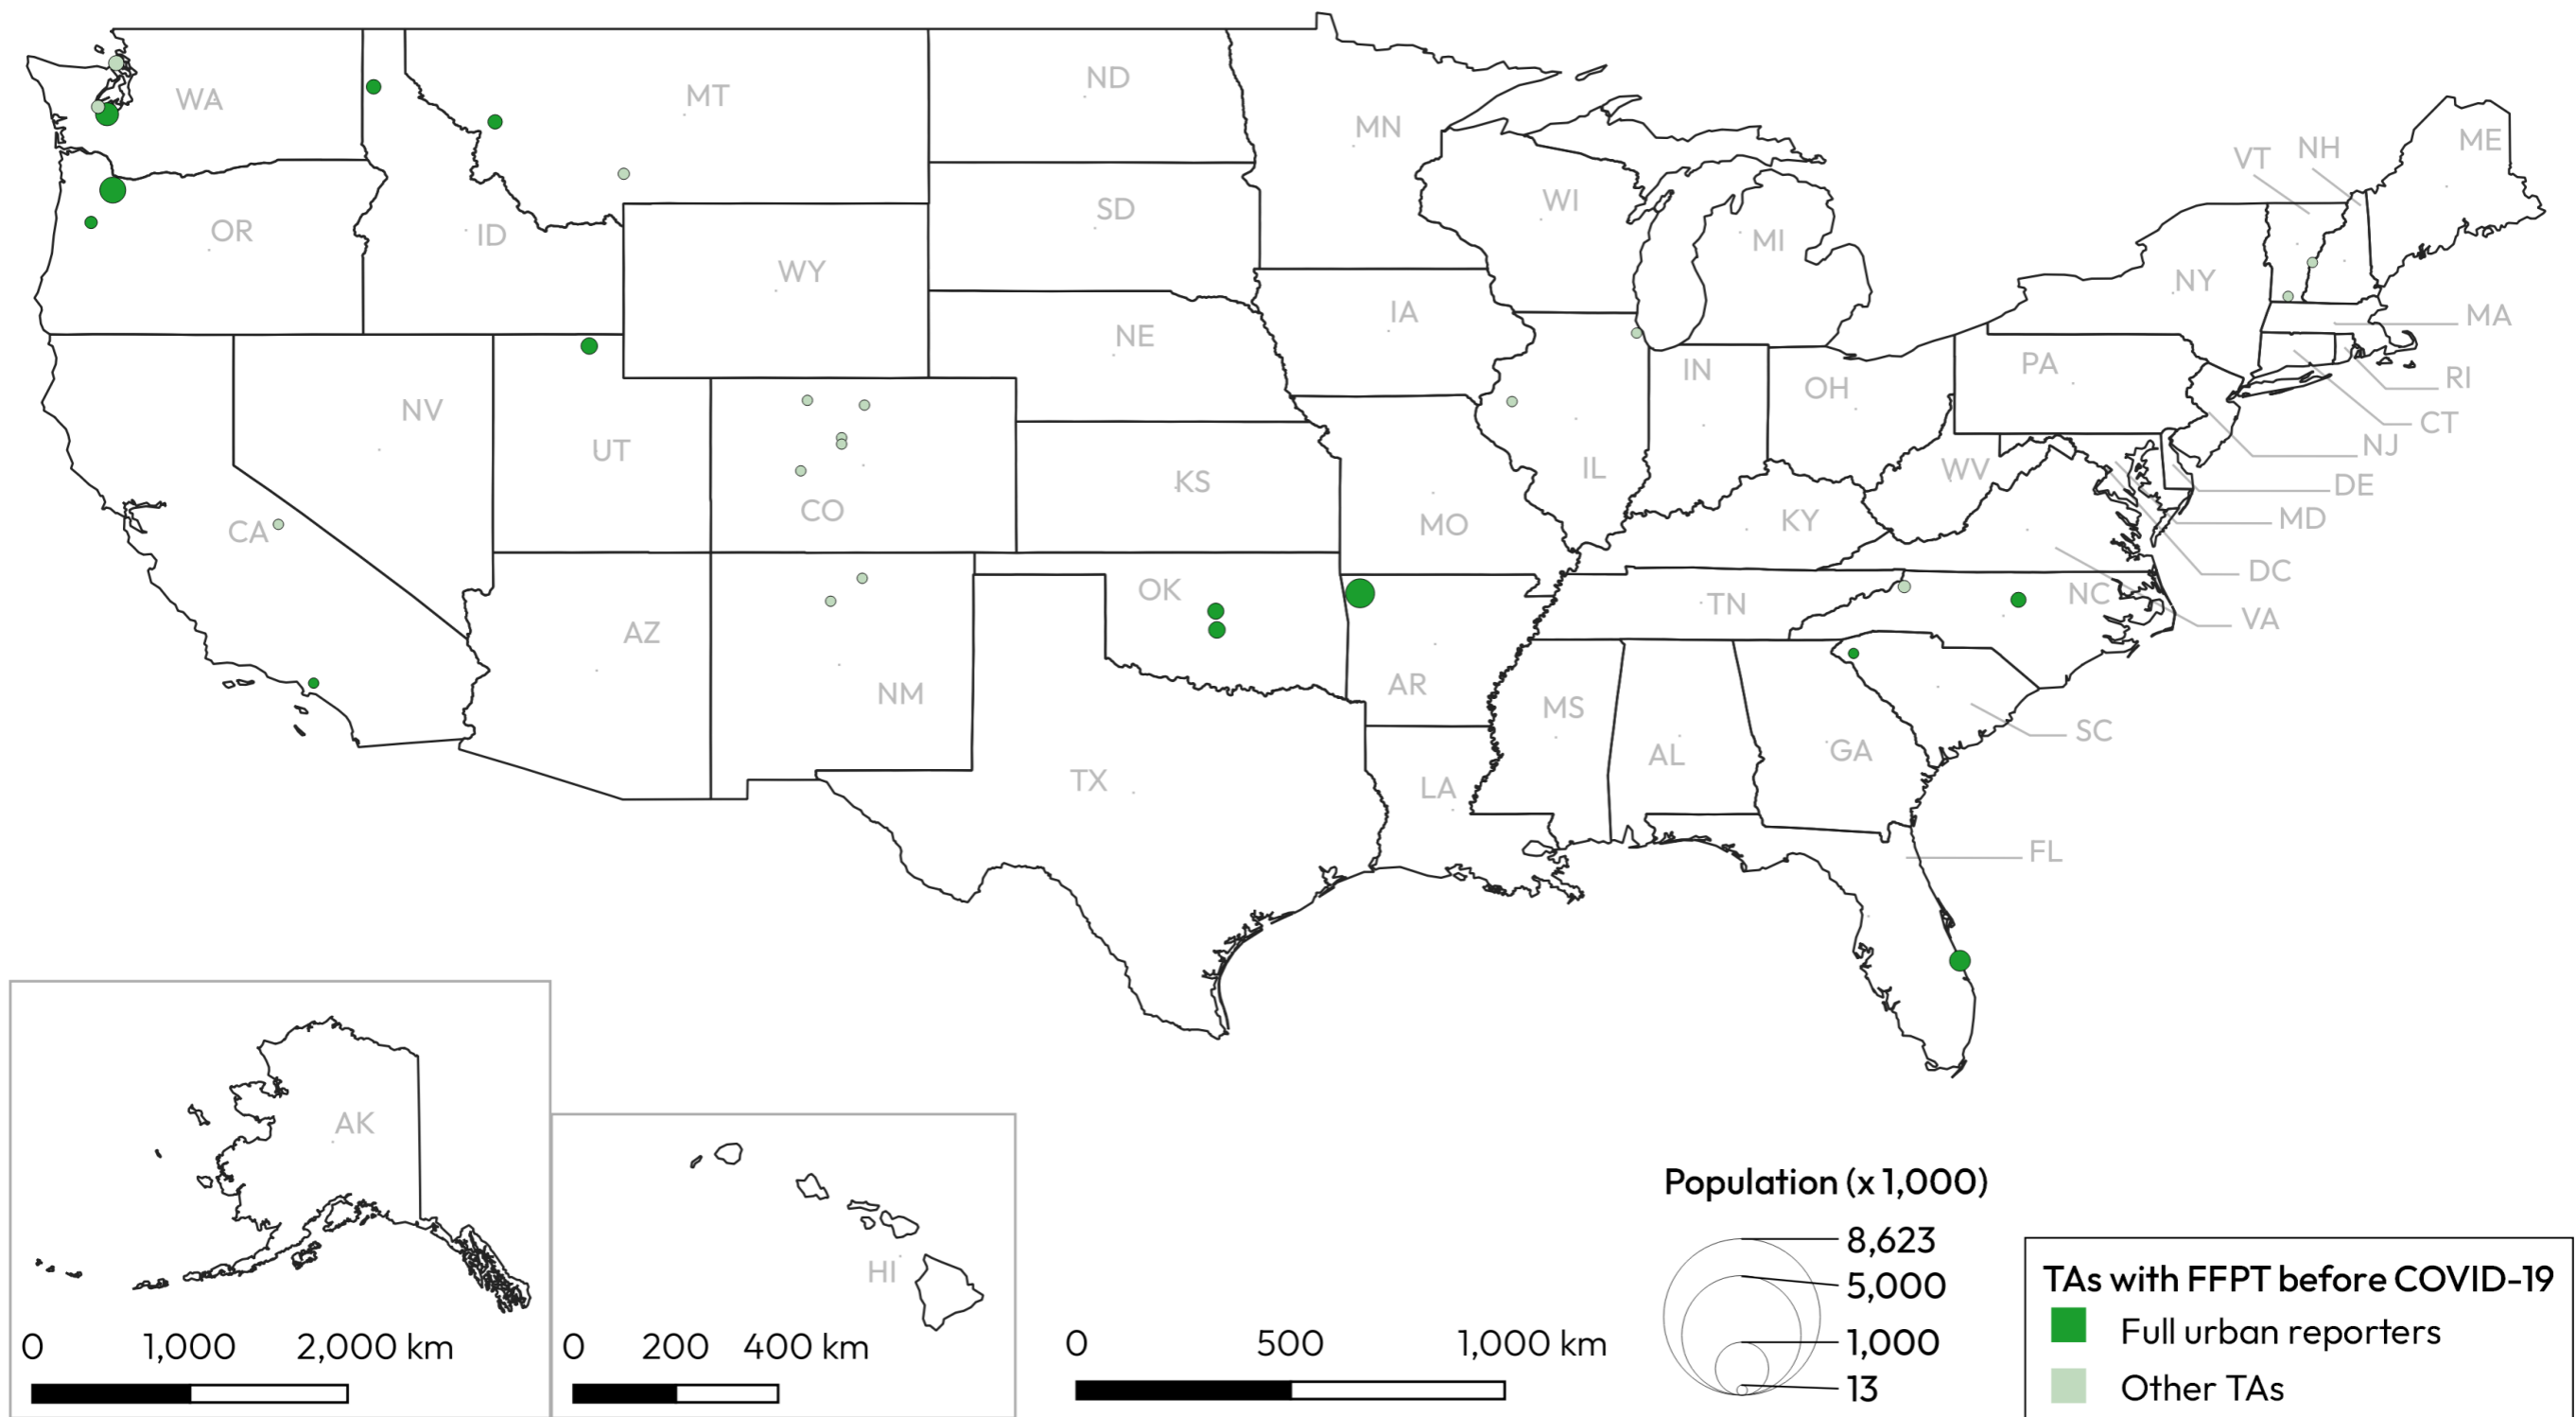 WA
MT
ND
MN
ME
NH
VT
OR
ID
SD
WI
MI
WY
NY
IA
MA
NE
PA
RI
IN
OH
NV
CT
UT
NJ
IL
WV
KS
DE
CO
MO
KY
MD
CA
DC
OK
TN
NC
AZ
VA
AR
NM
MS
SC
AL
GA
TX
LA
FL
AK
HI
0 1,000 2,000 km
0 200 400 km
0 500 1,000 km
Population (x 1,000)
8,623
5,000
1,000
13
TAs with FFPT before COVID-19
Full urban reporters
Other TAs